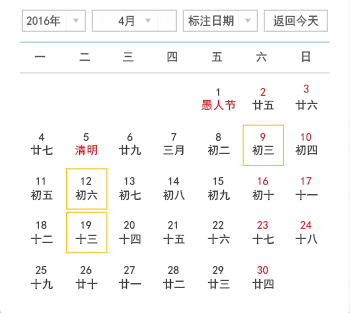 2016年 4月 标注日期 返回今天
一 二 三 四 五 六 日
1 2 3
愚人节 廿五 廿六
4 5 6 7 8 9 10
廿七 清明 廿九 三月 初二 初三 初四
11 12 13 14 15 16 17
初五 初六 初七 初八 初九 初十 十一
18 19 20 21 22 23 24
十二 十三 十四 十五 十六 十七 十八
25 26 27 28 29 30
十九 廿十 廿一 廿二 廿三 廿四